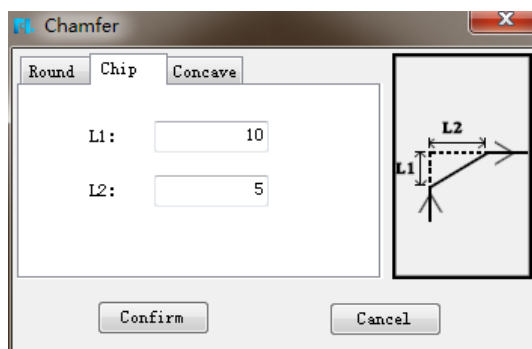 Chamfer
Round Chip Concave
L1: 10
L2: 5
L2
L1
Confirm Cancel